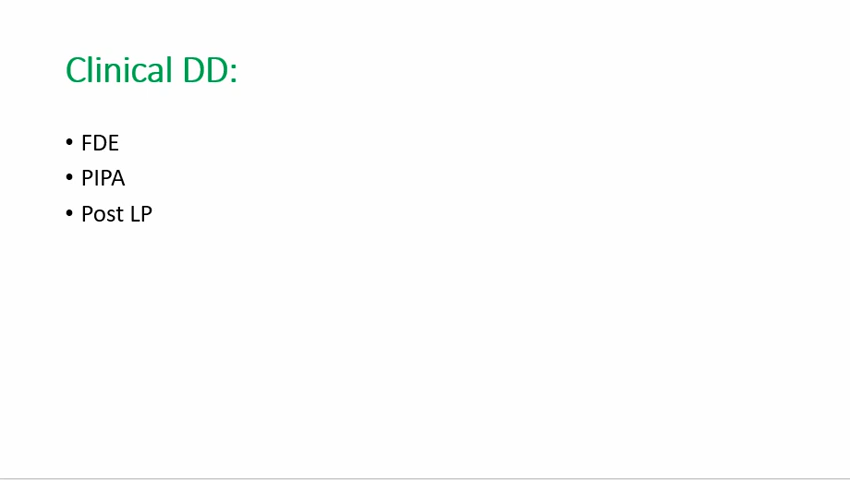 Clinical DD:
• FDE
• PIPA
• Post LP